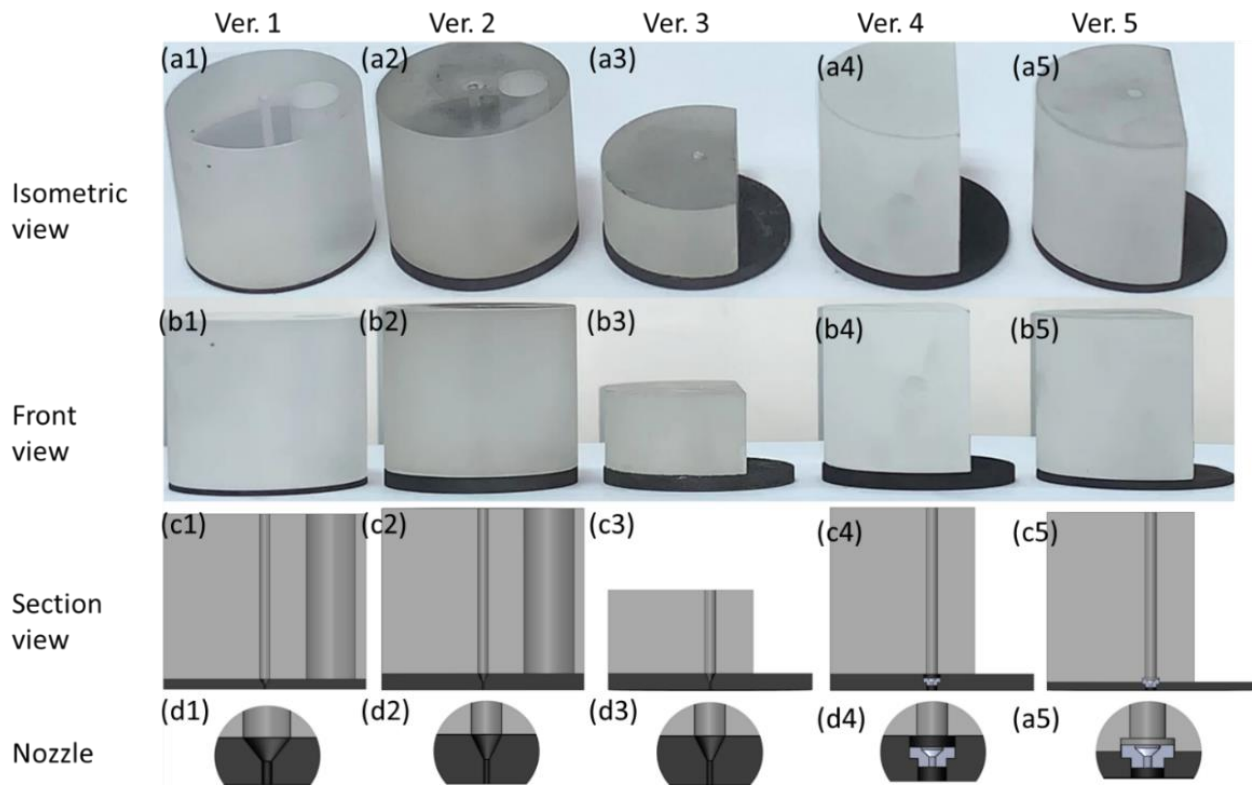 Ver. 1 Ver. 2 Ver. 3 Ver. 4 Ver. 5
(a1) (a2) (a3) (a4) (a5)
Isometric
view
(b1) (b2) (b3) (b4) (b5)
Front
view
(c1) (c2) (c3) (c4) (c5)
Section
view
(d1) (d2) (d3) (d4) (a5)
Nozzle